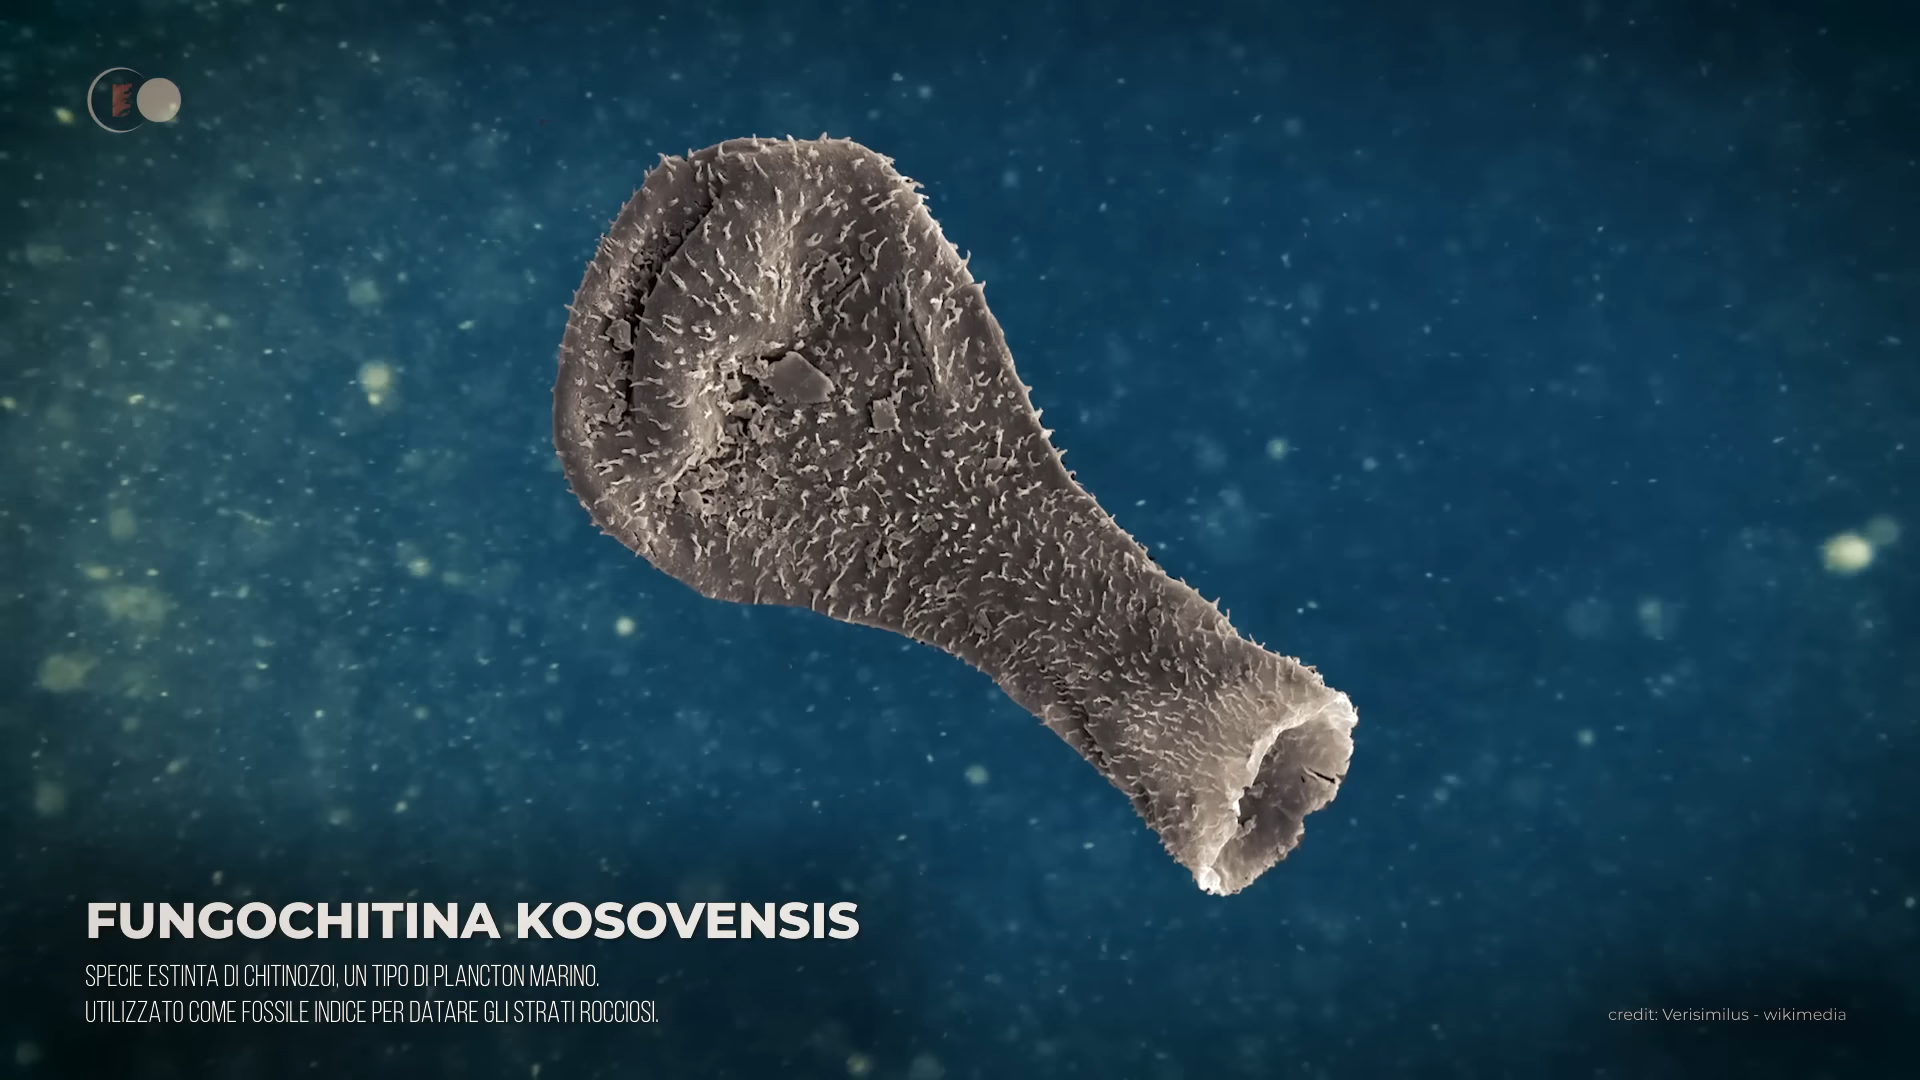 FUNGOCHITINA KOSOVENSIS
SPECIE ESTINTA DI CHITINOZOI, UN TIPO DI PLANCTON MARINO.
UTILIZZATO COME FOSSILE INDICE PER DATARE GLI STRATI ROCCIOSI.
credit: Verisimilus - wikimedia